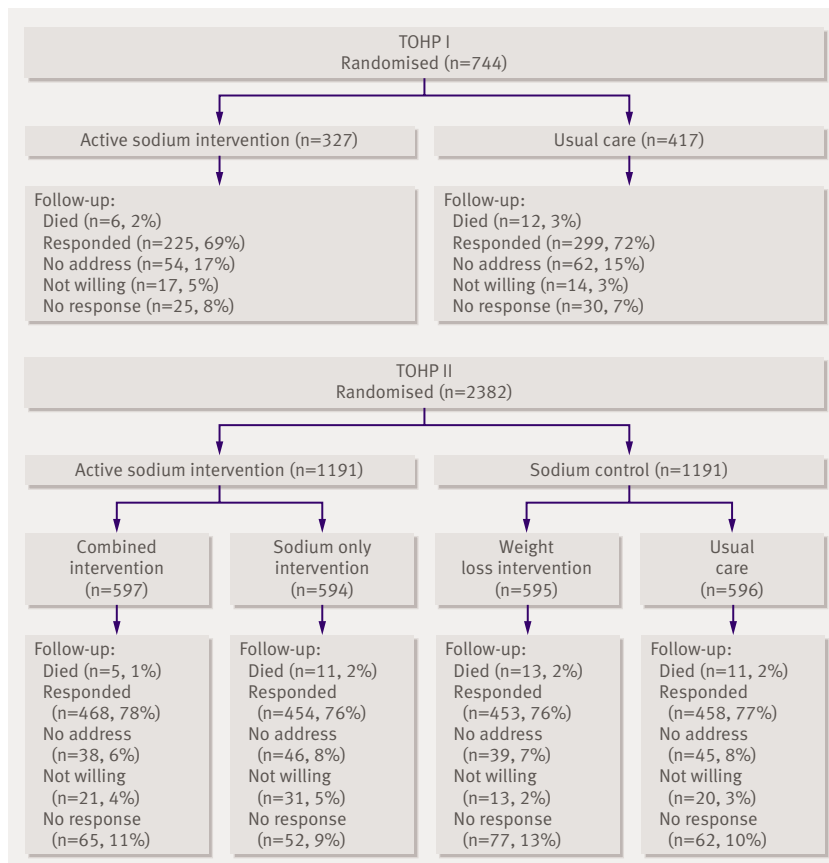 TOHP I
Randomised (n=744)
Active sodium intervention (n=327)
Usual care (n=417)
Follow-up:
Died (n=6, 2%)
Responded (n=225, 69%)
No address (n=54, 17%)
Not willing (n=17, 5%)
No response (n=25, 8%)
Follow-up:
Died (n=12, 3%)
Responded (n=299, 72%)
No address (n=62, 15%)
Not willing (n=14, 3%)
No response (n=30, 7%)
TOHP II
Randomised (n=2382)
Active sodium intervention (n=1191)
Sodium control (n=1191)
Combined
intervention
(n=597)
Sodium only
intervention
(n=594)
Weight
loss intervention
(n=595)
Usual
care
(n=596)
Follow-up:
Died (n=5, 1%)
Responded
(n=468, 78%)
No address
(n=38, 6%)
Not willing
(n=21, 4%)
No response
(n=65, 11%)
Follow-up:
Died (n=11, 2%)
Responded
(n=454, 76%)
No address
(n=46, 8%)
Not willing
(n=31, 5%)
No response
(n=52, 9%)
Follow-up:
Died (n=13, 2%)
Responded
(n=453, 76%)
No address
(n=39, 7%)
Not willing
(n=13, 2%)
No response
(n=77, 13%)
Follow-up:
Died (n=11, 2%)
Responded
(n=458, 77%)
No address
(n=45, 8%)
Not willing
(n=20, 3%)
No response
(n=62, 10%)